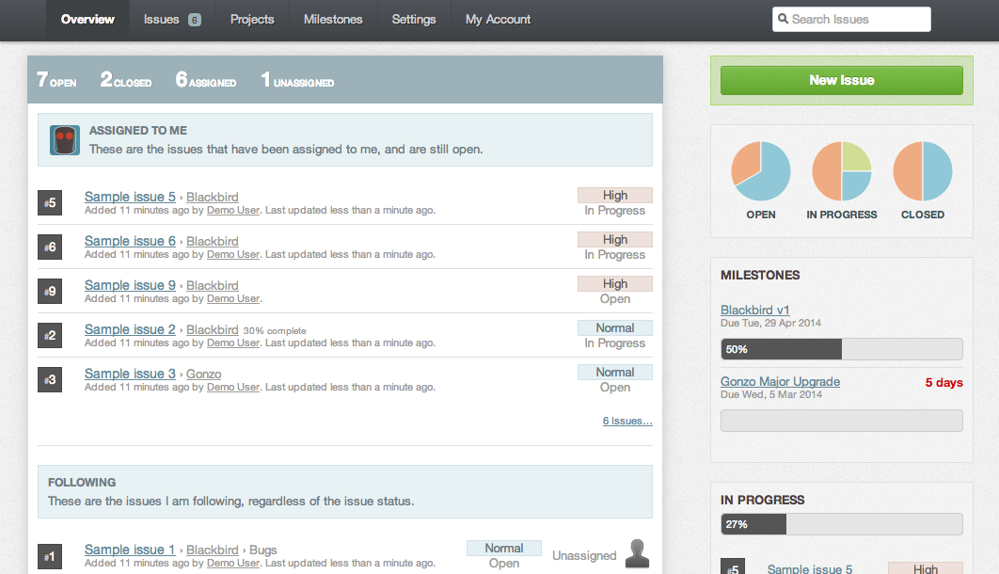 Overview Issues 6 Projects Milestones Settings My Account Search Issues
7 OPEN 2 CLOSED 6 ASSIGNED 1 UNASSIGNED
ASSIGNED TO ME
These are the issues that have been assigned to me, and are still open.
#5 Sample issue 5 › Blackbird High
Added 11 minutes ago by Demo User. Last updated less than a minute ago. In Progress
#6 Sample issue 6 › Blackbird High
Added 11 minutes ago by Demo User. Last updated less than a minute ago. In Progress
#9 Sample issue 9 › Blackbird High
Added 11 minutes ago by Demo User. Open
#2 Sample issue 2 › Blackbird 30% complete Normal
Added 11 minutes ago by Demo User. Last updated less than a minute ago. In Progress
#3 Sample issue 3 › Gonzo Normal
Added 11 minutes ago by Demo User. Last updated less than a minute ago. Open
6 Issues...
FOLLOWING
These are the issues I am following, regardless of the issue status.
#1 Sample issue 1 › Blackbird › Bugs Normal Unassigned
Added 11 minutes ago by Demo User. Last updated less than a minute ago. Open
New Issue
OPEN IN PROGRESS CLOSED
MILESTONES
Blackbird v1
Due Tue, 29 Apr 2014
50%
Gonzo Major Upgrade 5 days
Due Wed, 5 Mar 2014
IN PROGRESS
27%
#5 Sample issue 5 High